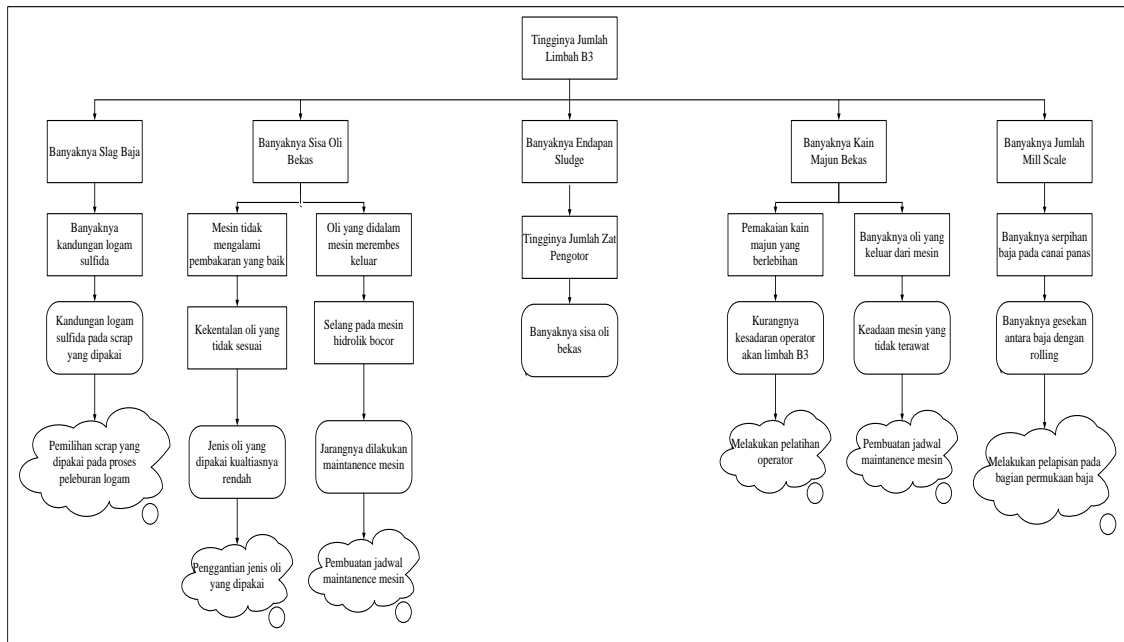 Tingginya Jumlah
Limbah B3
Banyaknya Slag Baja
Banyaknya Sisa Oli
Bekas
Banyaknya Endapan
Sludge
Banyaknya Kain
Majun Bekas
Banyaknya Jumlah
Mill Scale
Banyaknya
kandungan logam
sulfida
Mesin tidak
mengalami
pembakaran yang baik
Oli yang didalam
mesin merembes
keluar
Tingginya Jumlah Zat
Pengotor
Pemakaian kain
majun yang
berlebihan
Banyaknya oli yang
keluar dari mesin
Banyaknya serpihan
baja pada canai panas
Kandungan logam
sulfida pada scrap
yang dipakai
Kekentalan oli yang
tidak sesuai
Selang pada mesin
hidrolik bocor
Banyaknya sisa oli
bekas
Kurangnya
kesadaran operator
akan limbah B3
Keadaan mesin yang
tidak terawat
Banyaknya gesekan
antara baja dengan
rolling
Pemilihan scrap yang
dipakai pada proses
peleburan logam
Jenis oli yang
dipakai kualtiasnya
rendah
Jarangnya dilakukan
maintanence mesin
Melakukan pelatihan
operator
Pembuatan jadwal
maintanence mesin
Melakukan pelapisan pada
bagian permukaan baja
Penggantian jenis oli
yang dipakai
Pembuatan jadwal
maintanence mesin